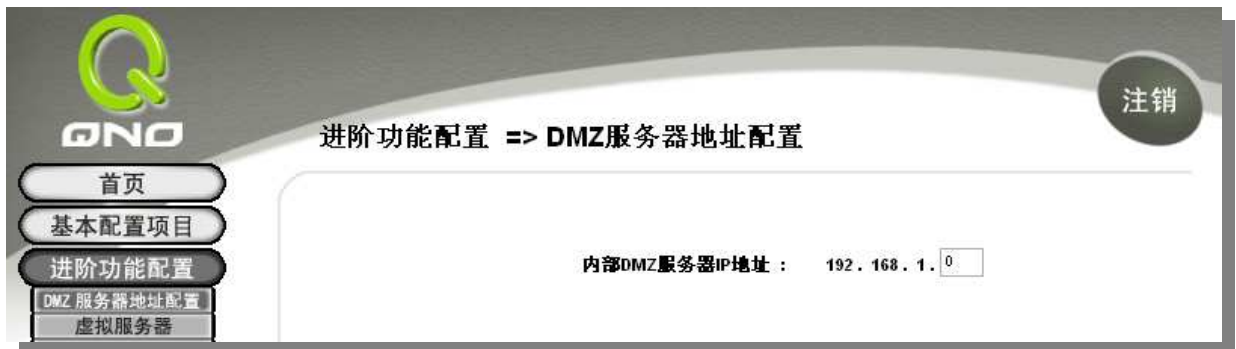 QNO
注销
进阶功能配置 => DMZ服务器地址配置
首页
基本配置项目
进阶功能配置
DMZ 服务器地址配置
虚拟服务器
内部DMZ服务器IP地址： 192.168.1.0